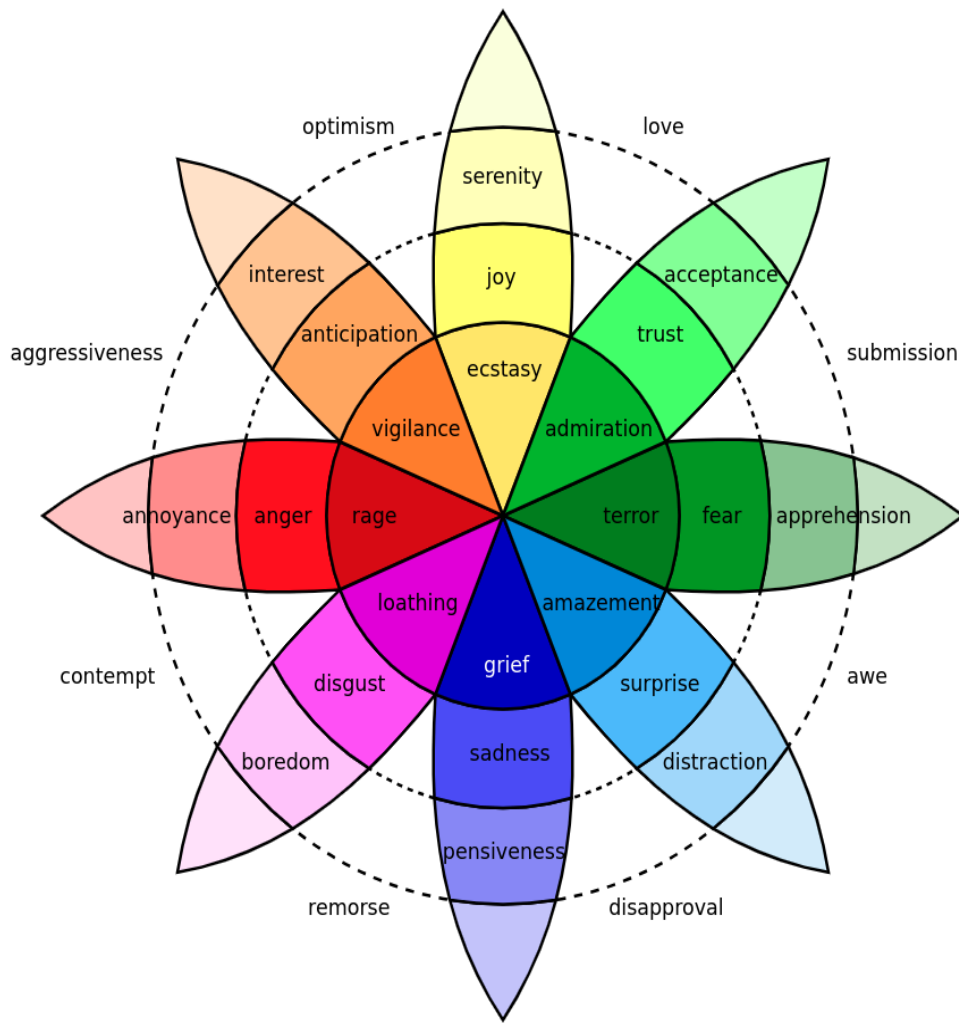 optimism
love
serenity
interest
joy
acceptance
anticipation
trust
aggressiveness
submission
ecstasy
vigilance
admiration
annoyance
anger
rage
terror
fear
apprehension
loathing
amazement
grief
contempt
disgust
surprise
awe
sadness
boredom
distraction
pensiveness
remorse
disapproval